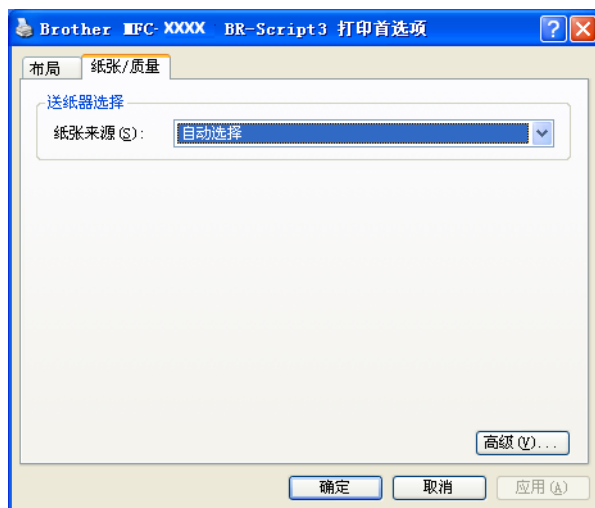 Brother MFC-XXXX BR-Script3 打印首选项
布局 纸张/质量
送纸器选择
纸张来源(S): 自动选择
高级(V)...
确定 取消 应用(A)